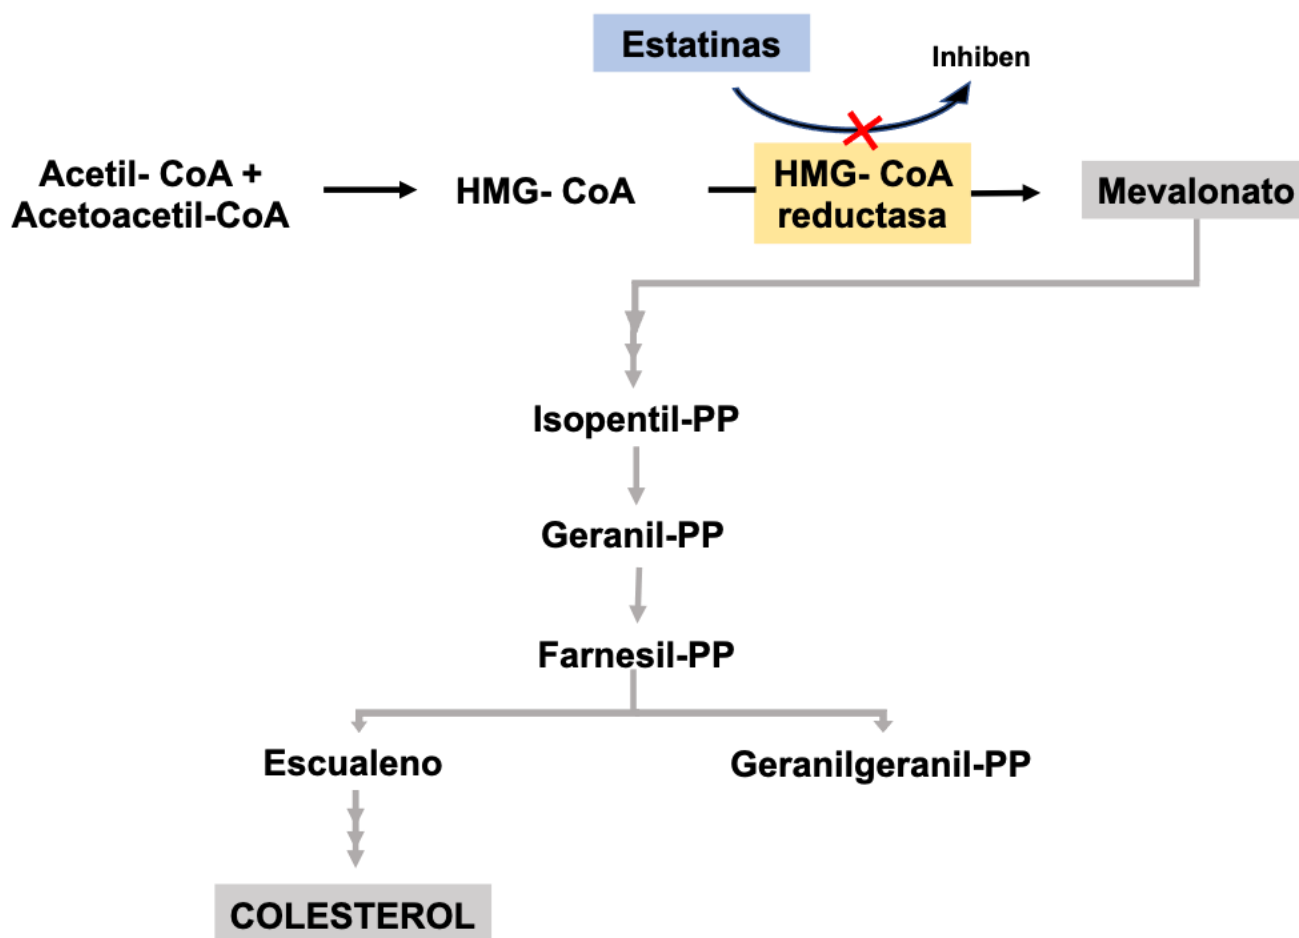 Estatinas
Inhiben
Acetil- CoA +
Acetoacetil-CoA
HMG- CoA
HMG- CoA
reductasa
Mevalonato
Isopentil-PP
Geranil-PP
Farnesil-PP
Escualeno
Geranilgeranil-PP
COLESTEROL